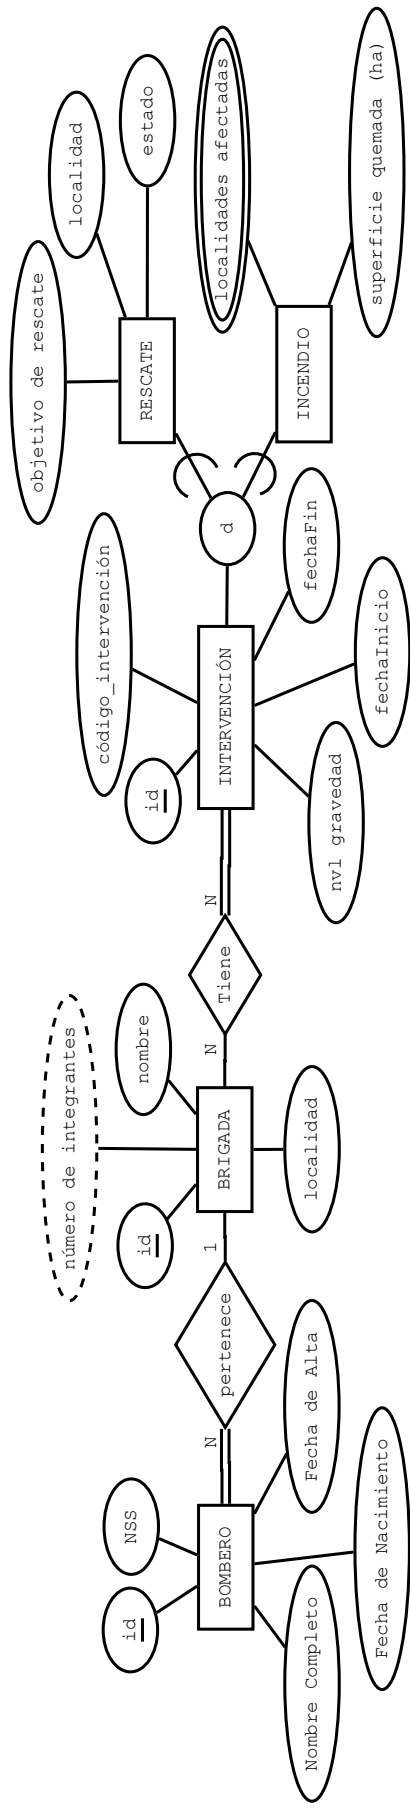 id
NSS
BOMBERO
Nombre Completo
Fecha de Nacimiento
Fecha de Alta
N
pertenece
1
id
número de integrantes
nombre
BRIGADA
localidad
N
Tiene
N
id
código_intervención
INTERVENCIÓN
nvl gravedad
fechaInicio
fechaFin
d
objetivo de rescate
localidad
estado
RESCATE
localidades afectadas
INCENDIO
superficie quemada (ha)